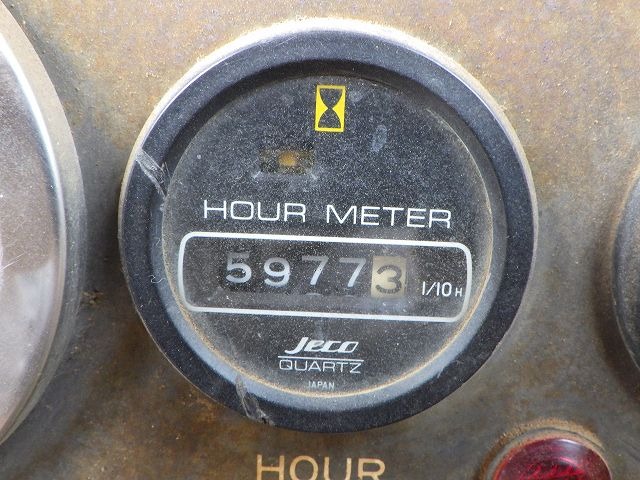 HOUR METER
59773 1/10H
Jeco
QUARTZ
JAPAN
HOUR